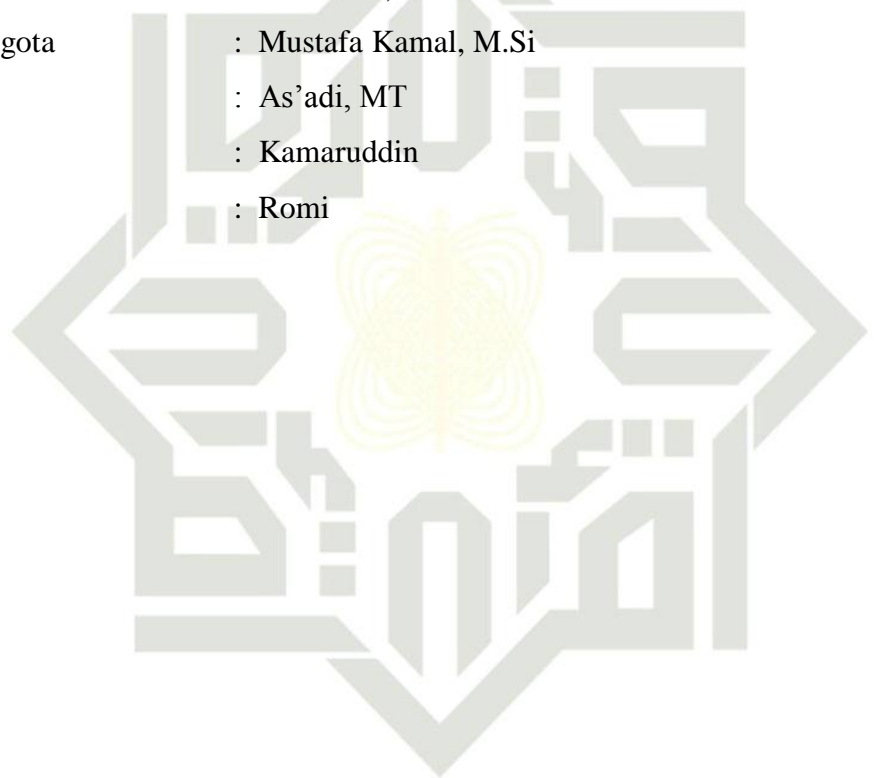 gota : Mustafa Kamal, M.Si
: As’adi, MT
: Kamaruddin
: Romi